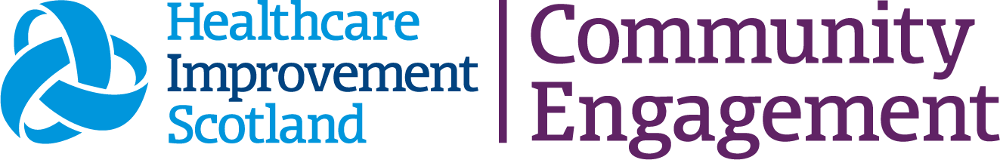 Healthcare
Improvement
Scotland
Community
Engagement